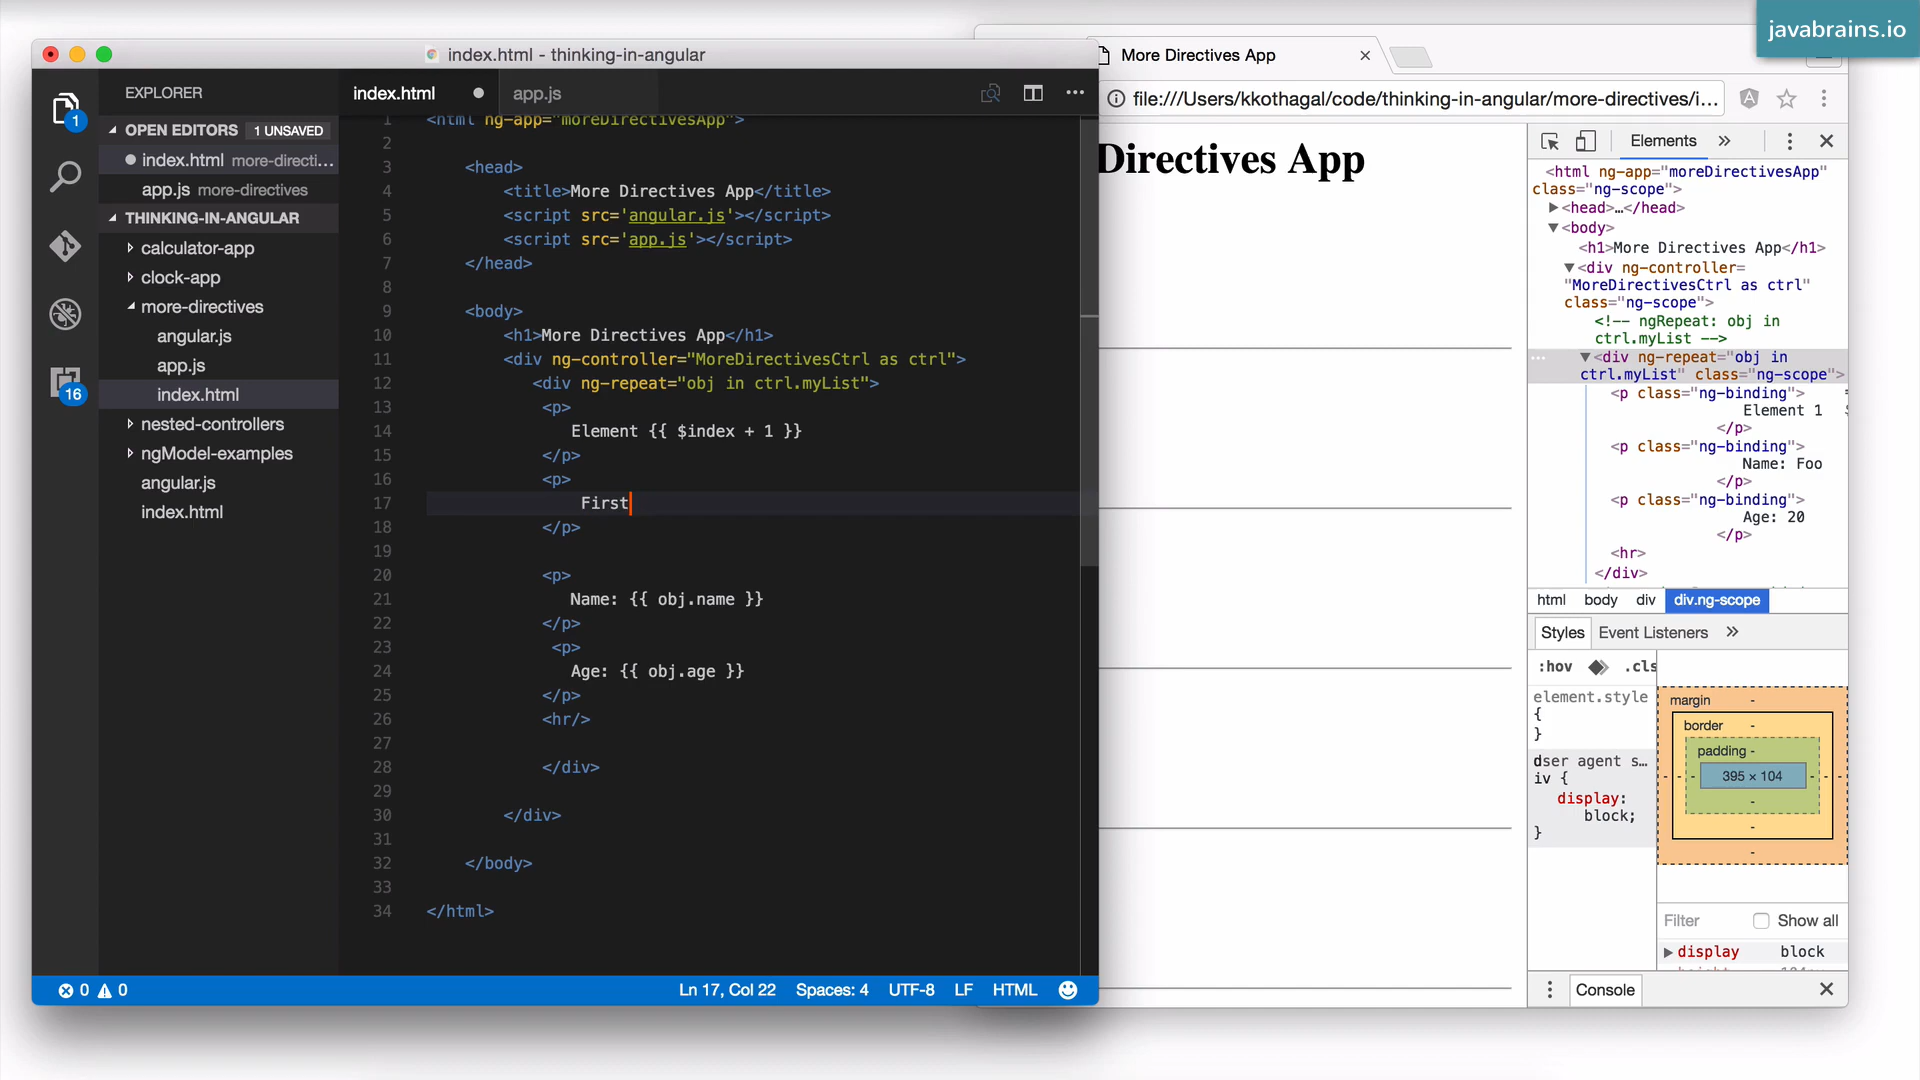 javabrains.io
index.html - thinking-in-angular
EXPLORER
OPEN EDITORS 1 UNSAVED
index.html more-directi...
app.js more-directives
THINKING-IN-ANGULAR
calculator-app
clock-app
more-directives
angular.js
app.js
index.html
nested-controllers
ngModel-examples
angular.js
index.html
1
16
index.html
app.js
1 <html ng-app="moreDirectivesApp">
2
3 <head>
4 <title>More Directives App</title>
5 <script src='angular.js'></script>
6 <script src='app.js'></script>
7 </head>
8
9 <body>
10 <h1>More Directives App</h1>
11 <div ng-controller="MoreDirectivesCtrl as ctrl">
12 <div ng-repeat="obj in ctrl.myList">
13 <p>
14 Element {{ $index + 1 }}
15 </p>
16 <p>
17 First
18 </p>
19
20 <p>
21 Name: {{ obj.name }}
22 </p>
23 <p>
24 Age: {{ obj.age }}
25 </p>
26 <hr/>
27
28 </div>
29
30 </div>
31
32 </body>
33
34 </html>
0 0
Ln 17, Col 22 Spaces: 4 UTF-8 LF HTML
More Directives App
file:///Users/kkothagal/code/thinking-in-angular/more-directives/i...
Directives App
Elements
<html ng-app="moreDirectivesApp"
class="ng-scope">
<head>…</head>
<body>
<h1>More Directives App</h1>
<div ng-controller=
"MoreDirectivesCtrl as ctrl"
class="ng-scope">
<!-- ngRepeat: obj in
ctrl.myList -->
<div ng-repeat="obj in
ctrl.myList" class="ng-scope">
<p class="ng-binding">
Element 1
</p>
<p class="ng-binding">
Name: Foo
</p>
<p class="ng-binding">
Age: 20
</p>
<hr>
</div>
html body div div.ng-scope
Styles Event Listeners
:hov .cls
element.style
{
}
dser agent s…
iv {
display:
block;
}
margin -
border -
padding -
- - - 395 × 104 - - -
-
-
-
Filter Show all
display block
Console